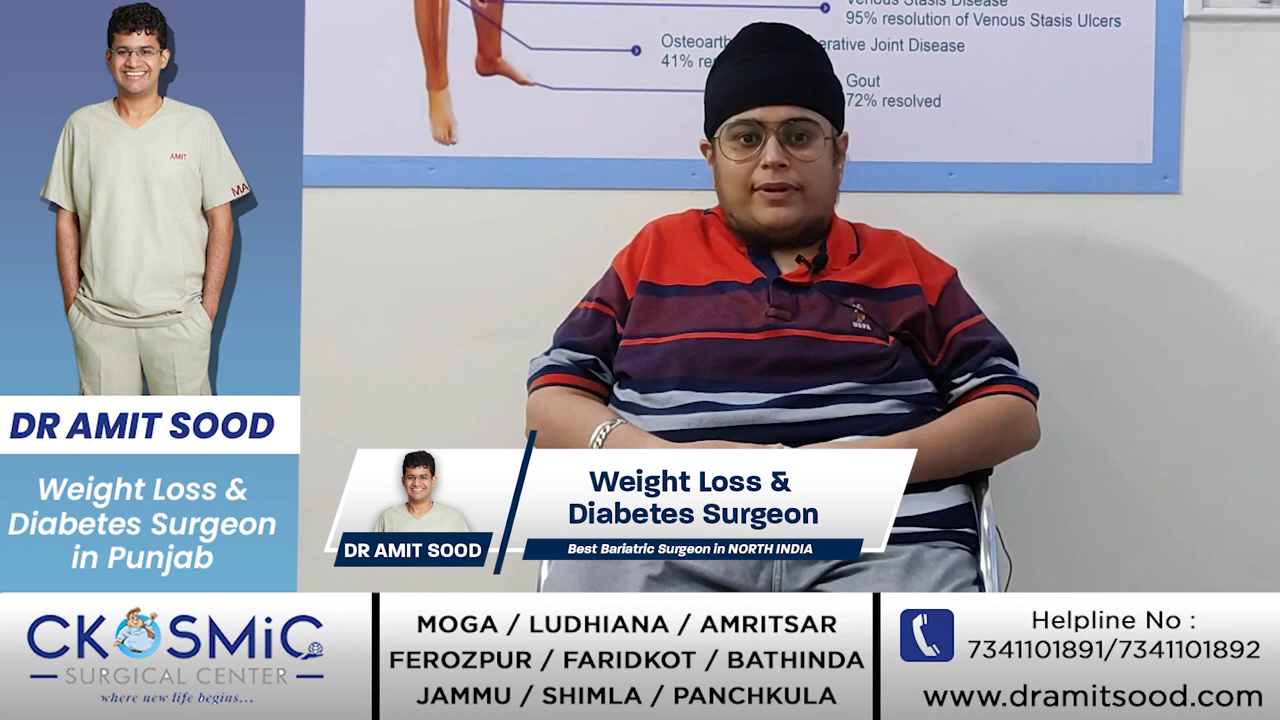 Venous Stasis Disease
95% resolution of Venous Stasis Ulcers
Osteoarth erative Joint Disease
41% re
Gout
72% resolved
AMIT
MA
USPA
DR AMIT SOOD
Weight Loss &
Diabetes Surgeon
in Punjab
Weight Loss &
Diabetes Surgeon
DR AMIT SOOD
Best Bariatric Surgeon in NORTH INDIA
CKOSMiC
SURGICAL CENTER
where new life begins...
MOGA / LUDHIANA / AMRITSAR
FEROZPUR / FARIDKOT / BATHINDA
JAMMU / SHIMLA / PANCHKULA
Helpline No :
7341101891/7341101892
www.dramitsood.com